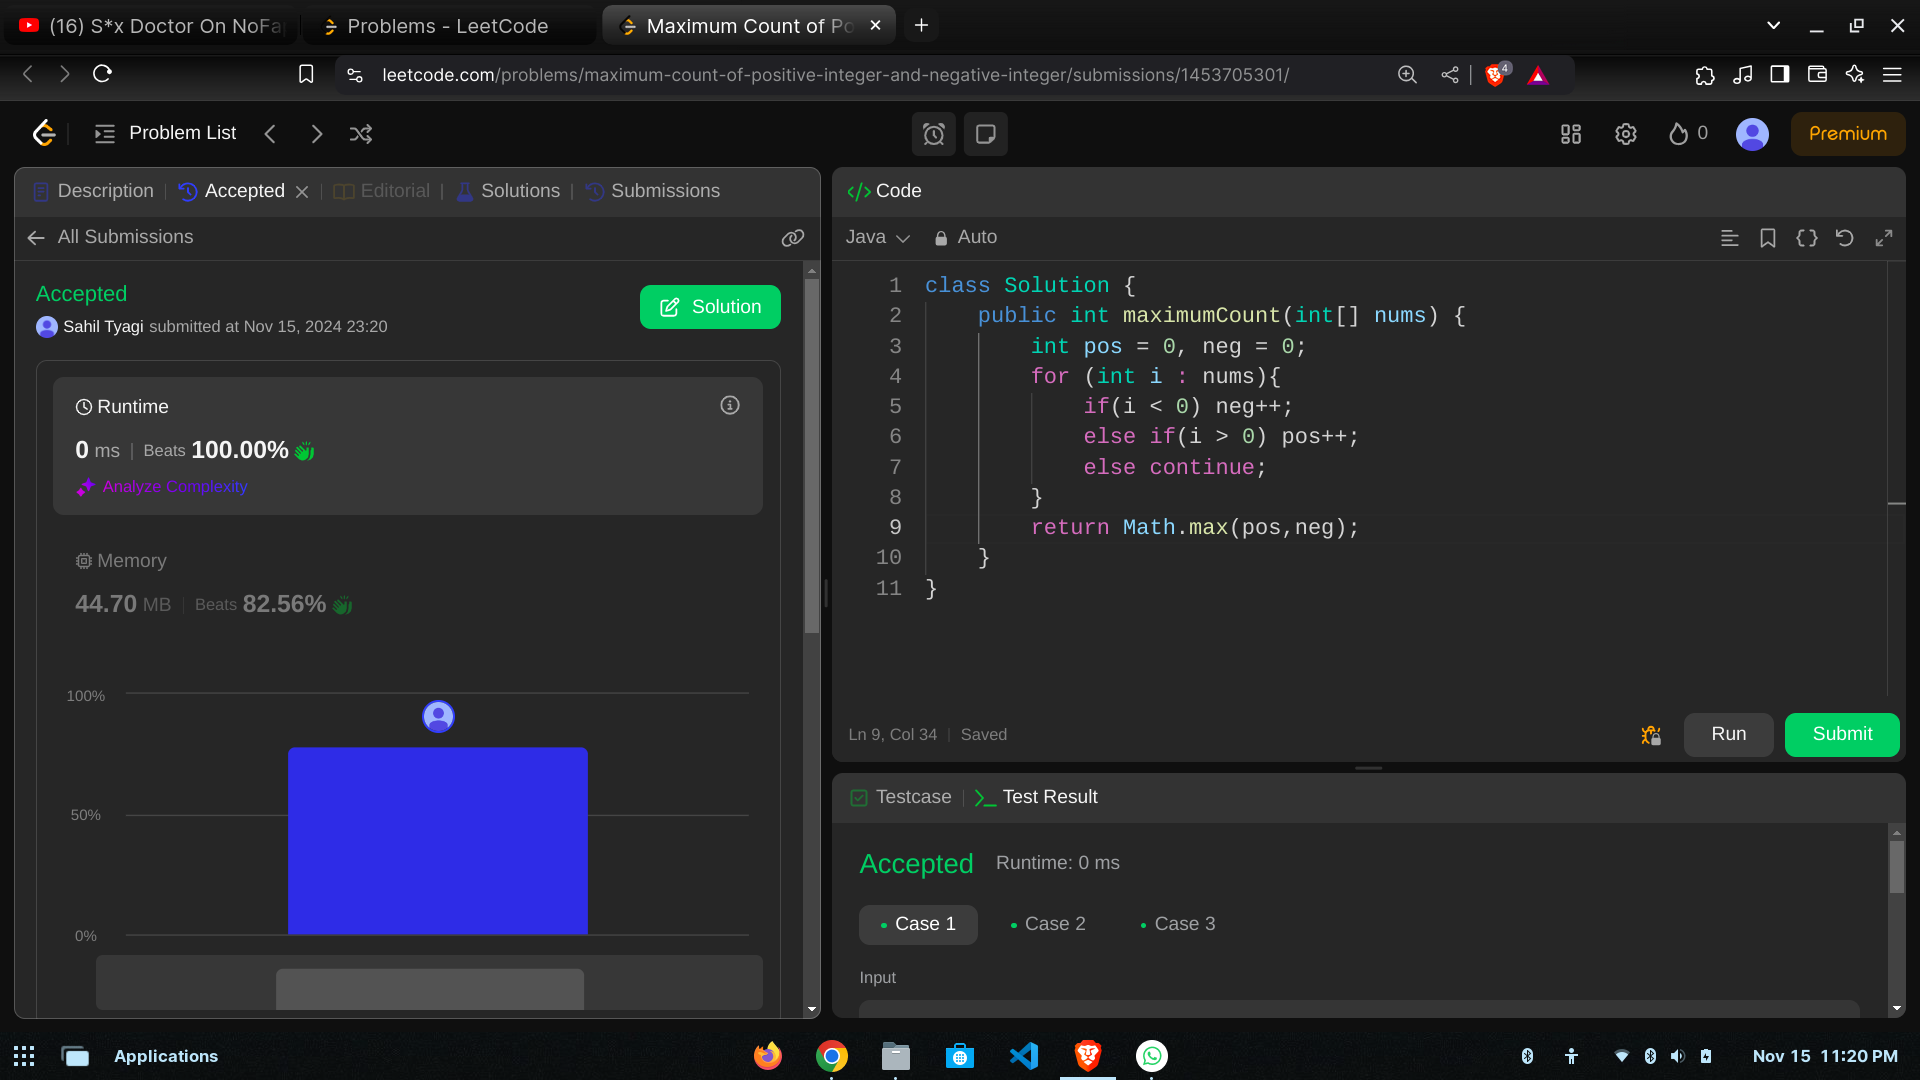 (16) S*x Doctor On NoFa
Problems - LeetCode
Maximum Count of Po
leetcode.com/problems/maximum-count-of-positive-integer-and-negative-integer/submissions/1453705301/
4
Problem List
0
Premium
Description
Accepted
Editorial
Solutions
Submissions
All Submissions
Accepted
Sahil Tyagi submitted at Nov 15, 2024 23:20
Solution
Runtime
0 ms | Beats 100.00%
Analyze Complexity
Memory
44.70 MB | Beats 82.56%
100%
50%
0%
</> Code
Java
Auto
1 class Solution {
2 public int maximumCount(int[] nums) {
3 int pos = 0, neg = 0;
4 for (int i : nums){
5 if(i < 0) neg++;
6 else if(i > 0) pos++;
7 else continue;
8 }
9 return Math.max(pos,neg);
10 }
11 }
Ln 9, Col 34 | Saved
Run
Submit
Testcase
Test Result
Accepted Runtime: 0 ms
Case 1
Case 2
Case 3
Input
Applications
Nov 15 11:20 PM